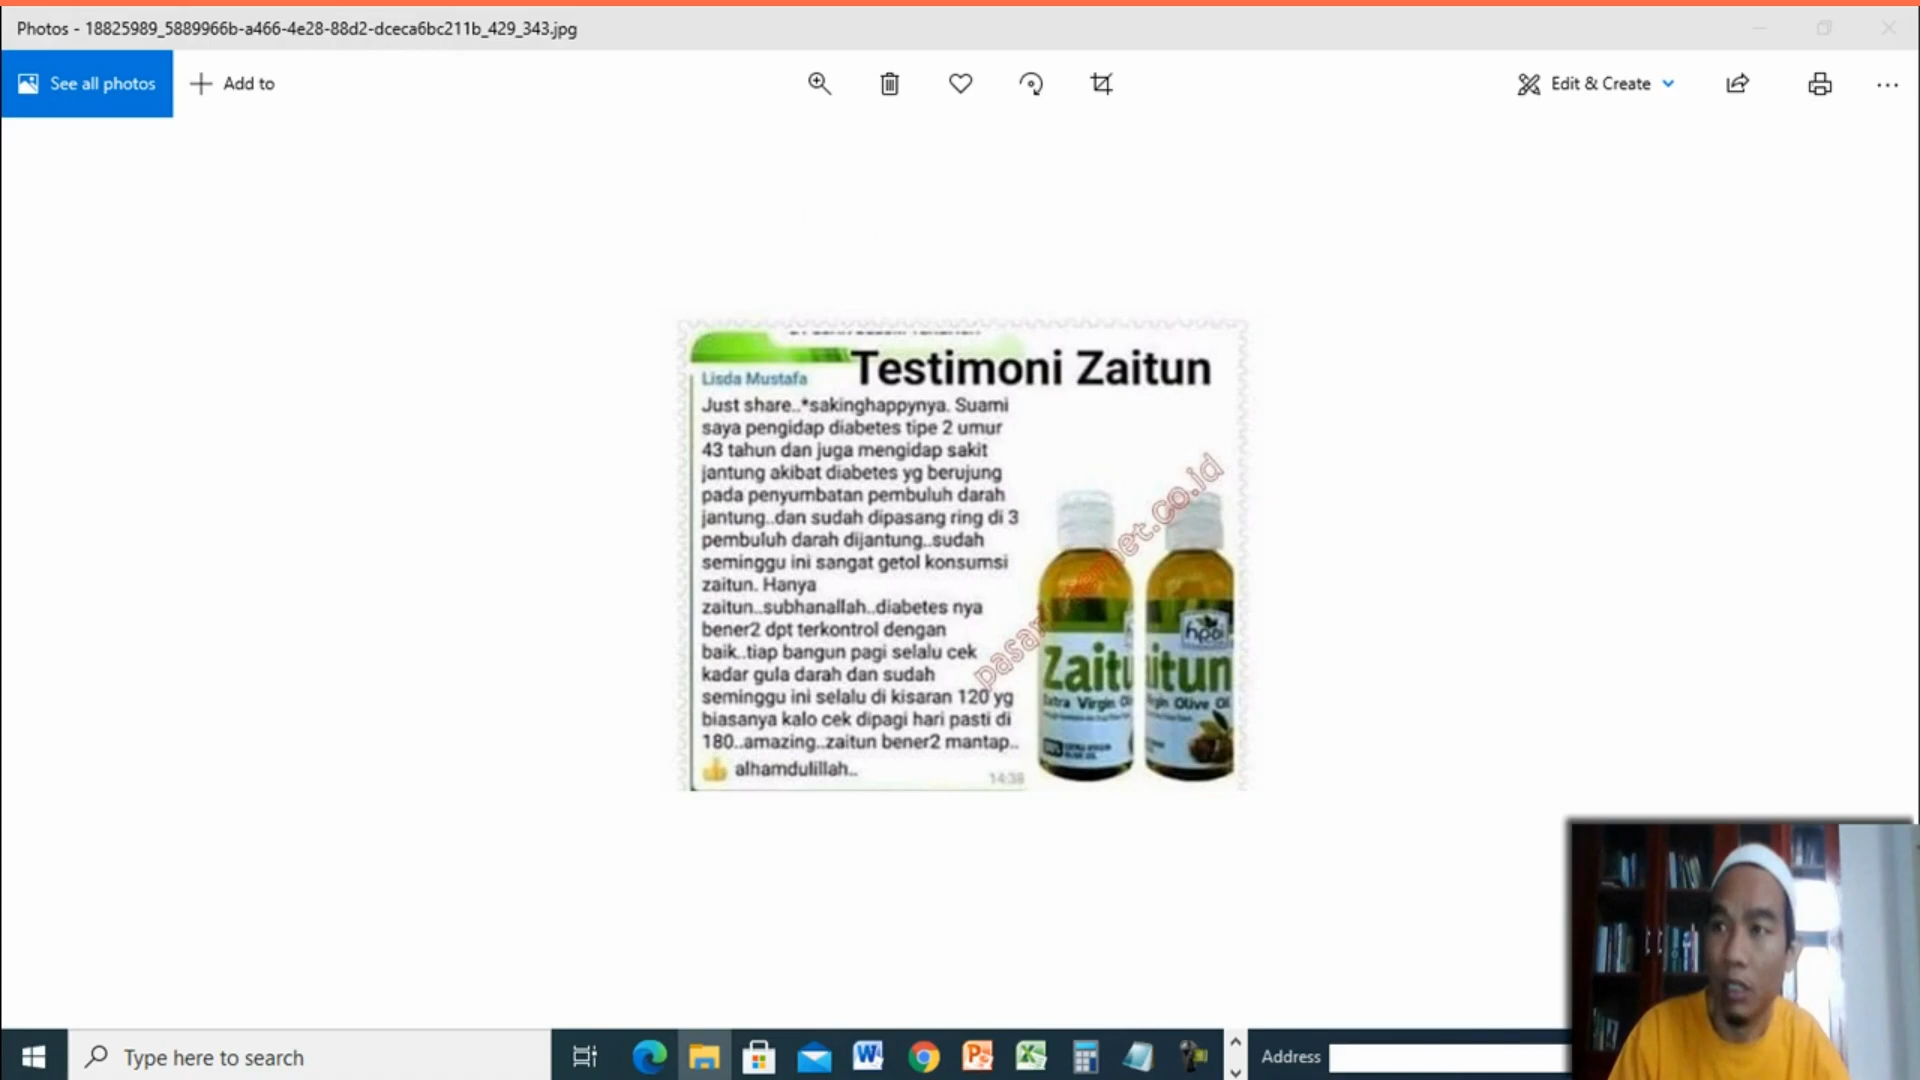 Photos - 18825989_5889966b-a466-4e28-88d2-dceca6bc211b_429_343.jpg
See all photos
Add to
Edit & Create
Testimoni Zaitun
Lisda Mustafa
Just share..*sakinghappynya. Suami
saya pengidap diabetes tipe 2 umur
43 tahun dan juga mengidap sakit
jantung akibat diabetes yg berujung
pada penyumbatan pembuluh darah
jantung..dan sudah dipasang ring di 3
pembuluh darah dijantung..sudah
seminggu ini sangat getol konsumsi
zaitun. Hanya
zaitun..subhanallah..diabetes nya
bener2 dpt terkontrol dengan
baik..tiap bangun pagi selalu cek
kadar gula darah dan sudah
seminggu ini selalu di kisaran 120 yg
biasanya kalo cek dipagi hari pasti di
180..amazing..zaitun bener2 mantap..
alhamdulillah..
14:38
hpai
Zaitu
itun
Extra Virgin
Virgin Olive Oil
Type here to search
Address